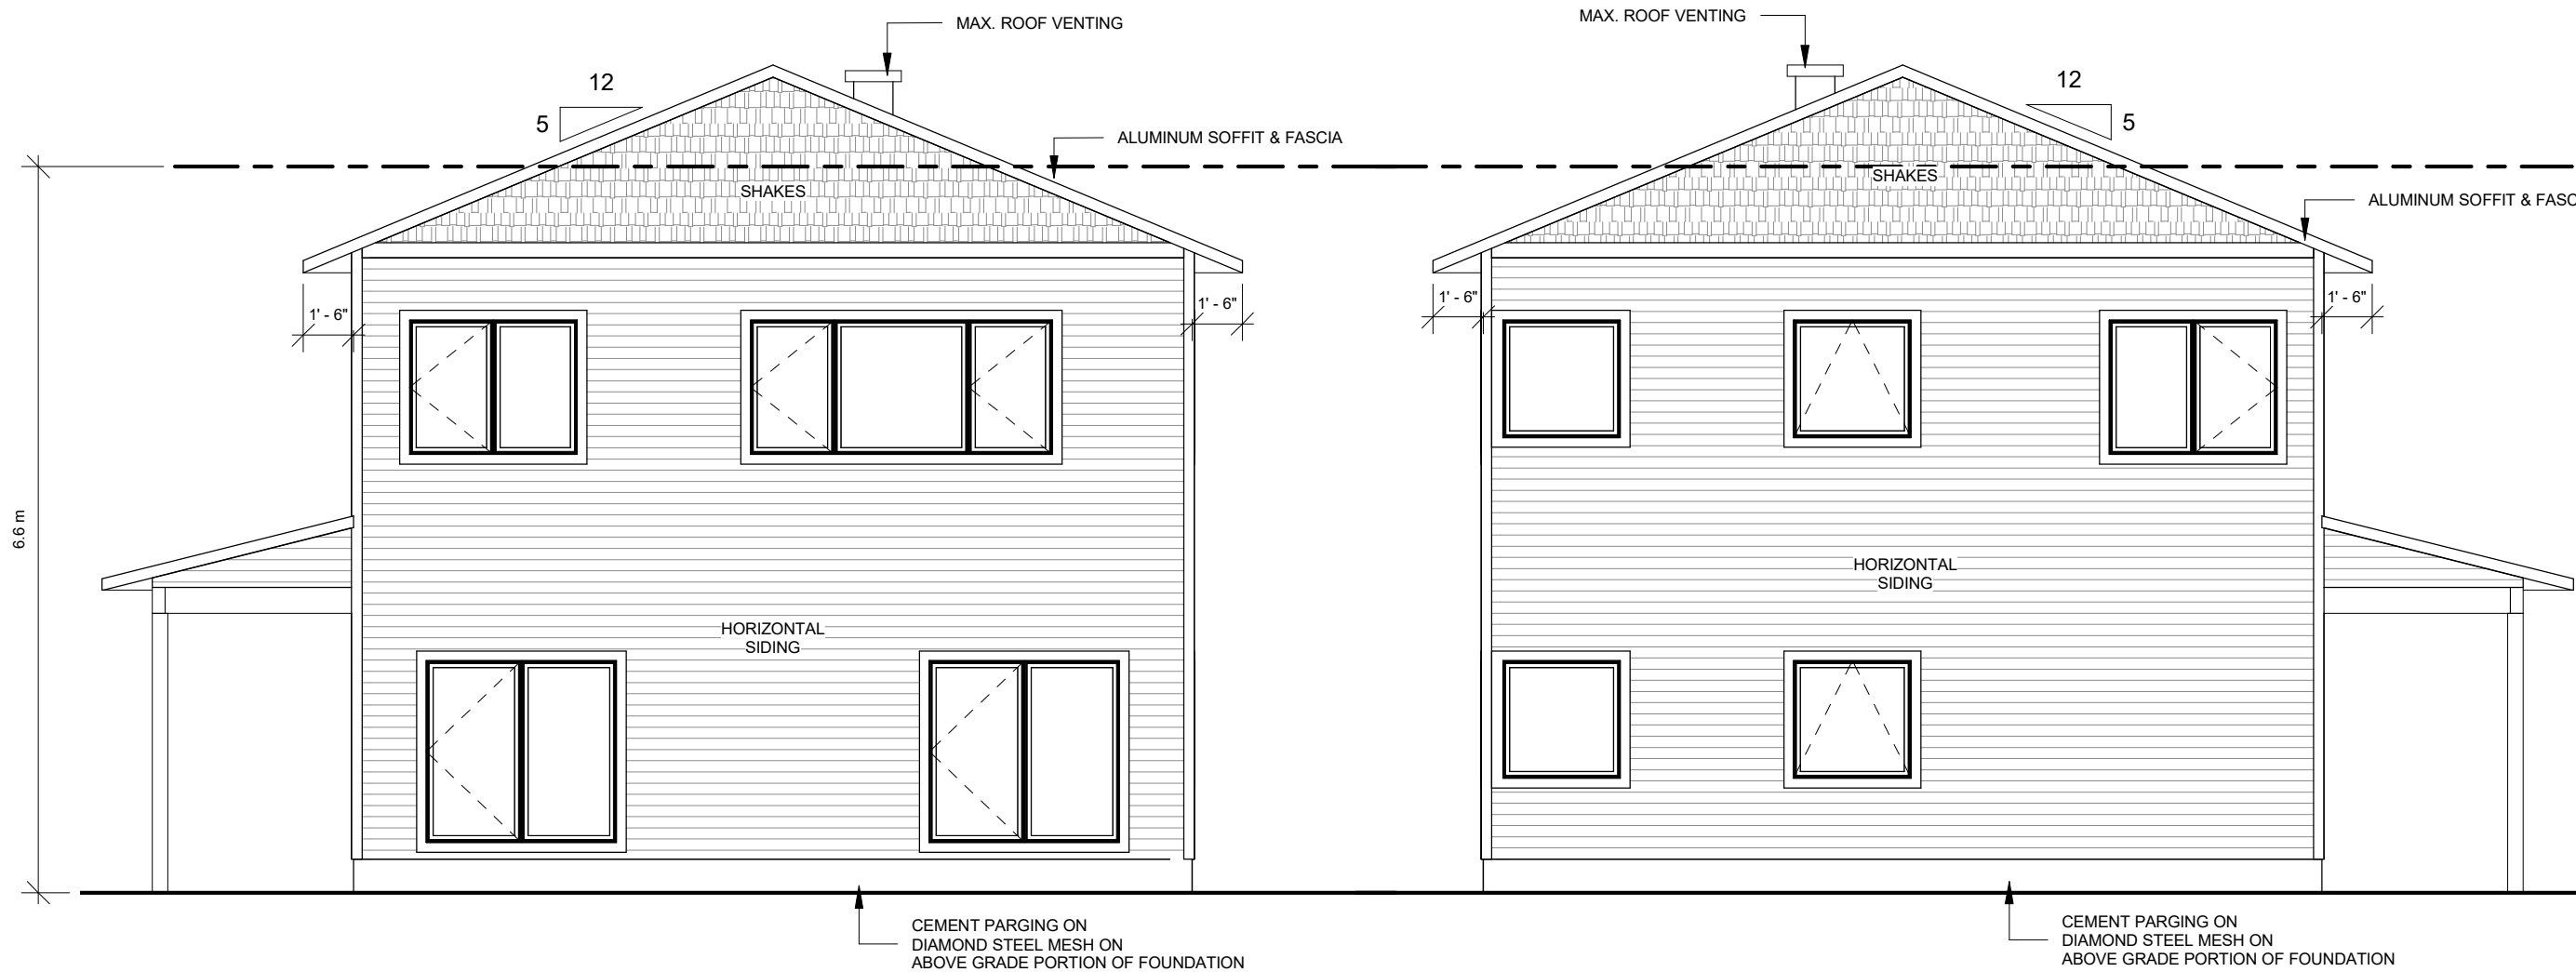 MAX. ROOF VENTING
12
5
ALUMINUM SOFFIT & FASCIA
SHAKES
1' - 6"
1' - 6"
6.6 m
HORIZONTAL
SIDING
CEMENT PARGING ON
DIAMOND STEEL MESH ON
ABOVE GRADE PORTION OF FOUNDATION
MAX. ROOF VENTING
12
5
SHAKES
ALUMINUM SOFFIT & FASC
1' - 6"
1' - 6"
HORIZONTAL
SIDING
CEMENT PARGING ON
DIAMOND STEEL MESH ON
ABOVE GRADE PORTION OF FOUNDATION